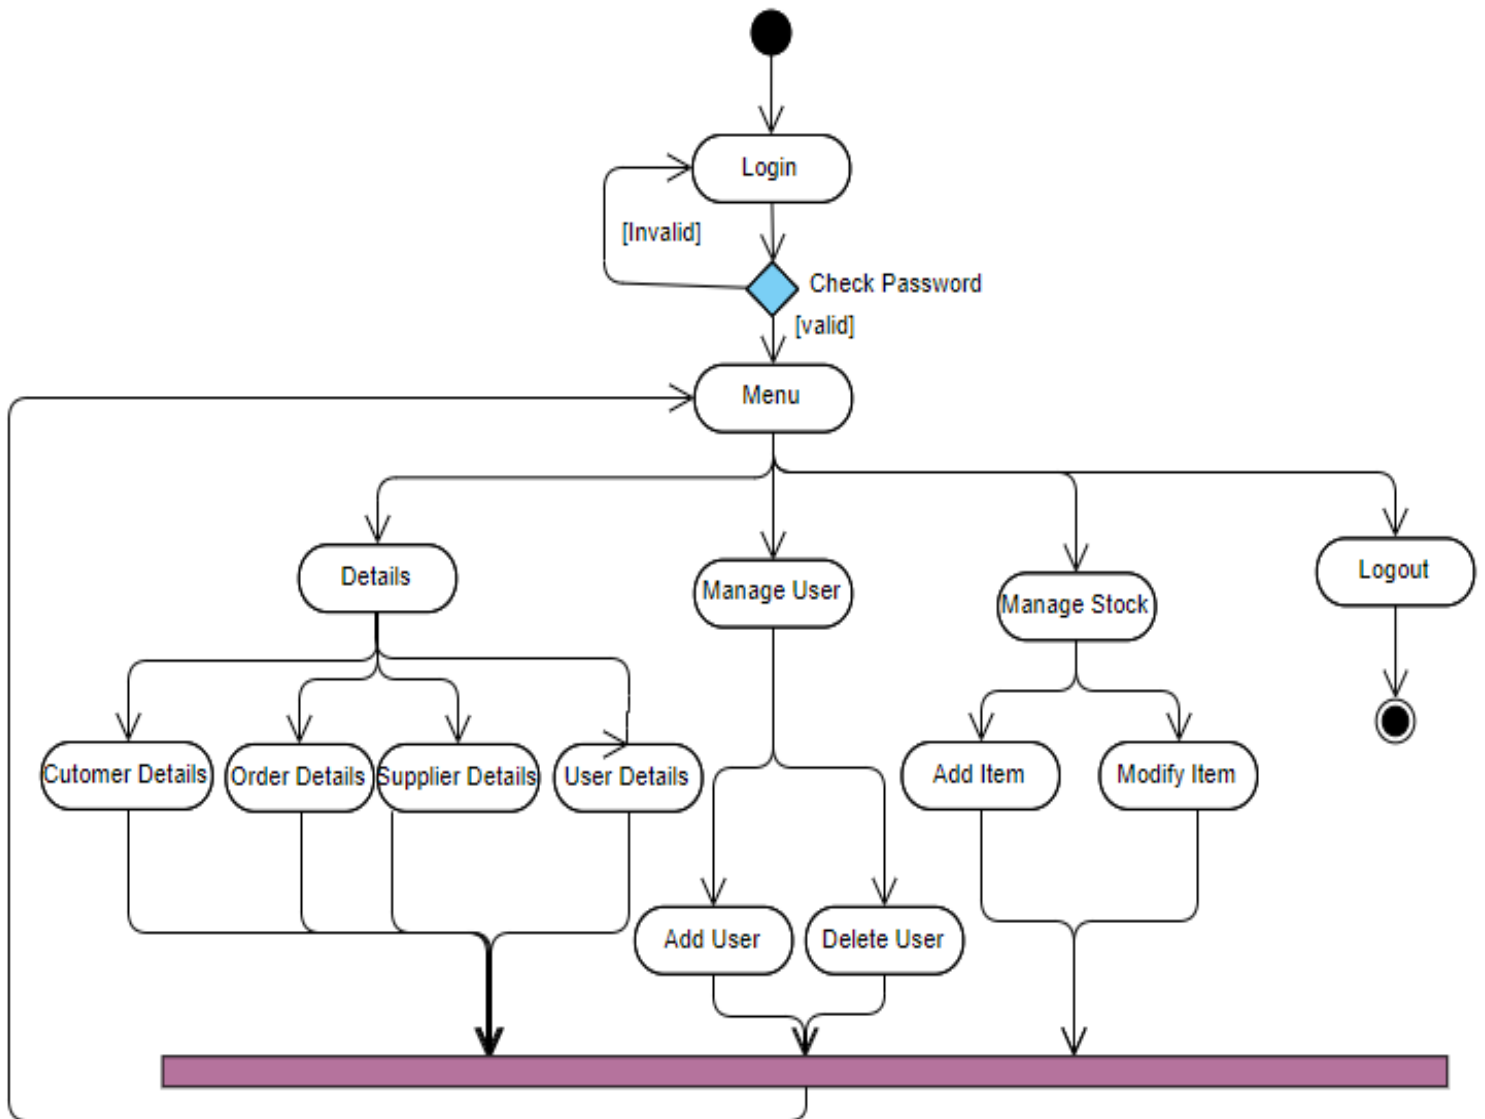 Login
[Invalid]
Check Password
[valid]
Menu
Details
Manage User
Manage Stock
Logout
Cutomer Details
Order Details
Supplier Details
User Details
Add Item
Modify Item
Add User
Delete User